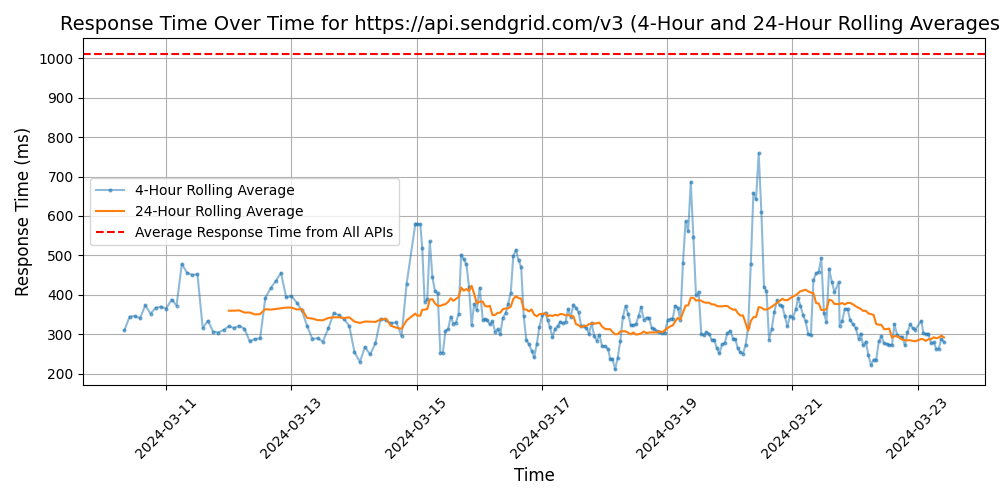 Response Time Over Time for https://api.sendgrid.com/v3 (4-Hour and 24-Hour Rolling Averages
Response Time (ms)
1000
900
800
700
600
500
400
300
200
4-Hour Rolling Average
24-Hour Rolling Average
Average Response Time from All APIs
2024-03-11
2024-03-13
2024-03-15
2024-03-17
2024-03-19
2024-03-21
2024-03-23
Time